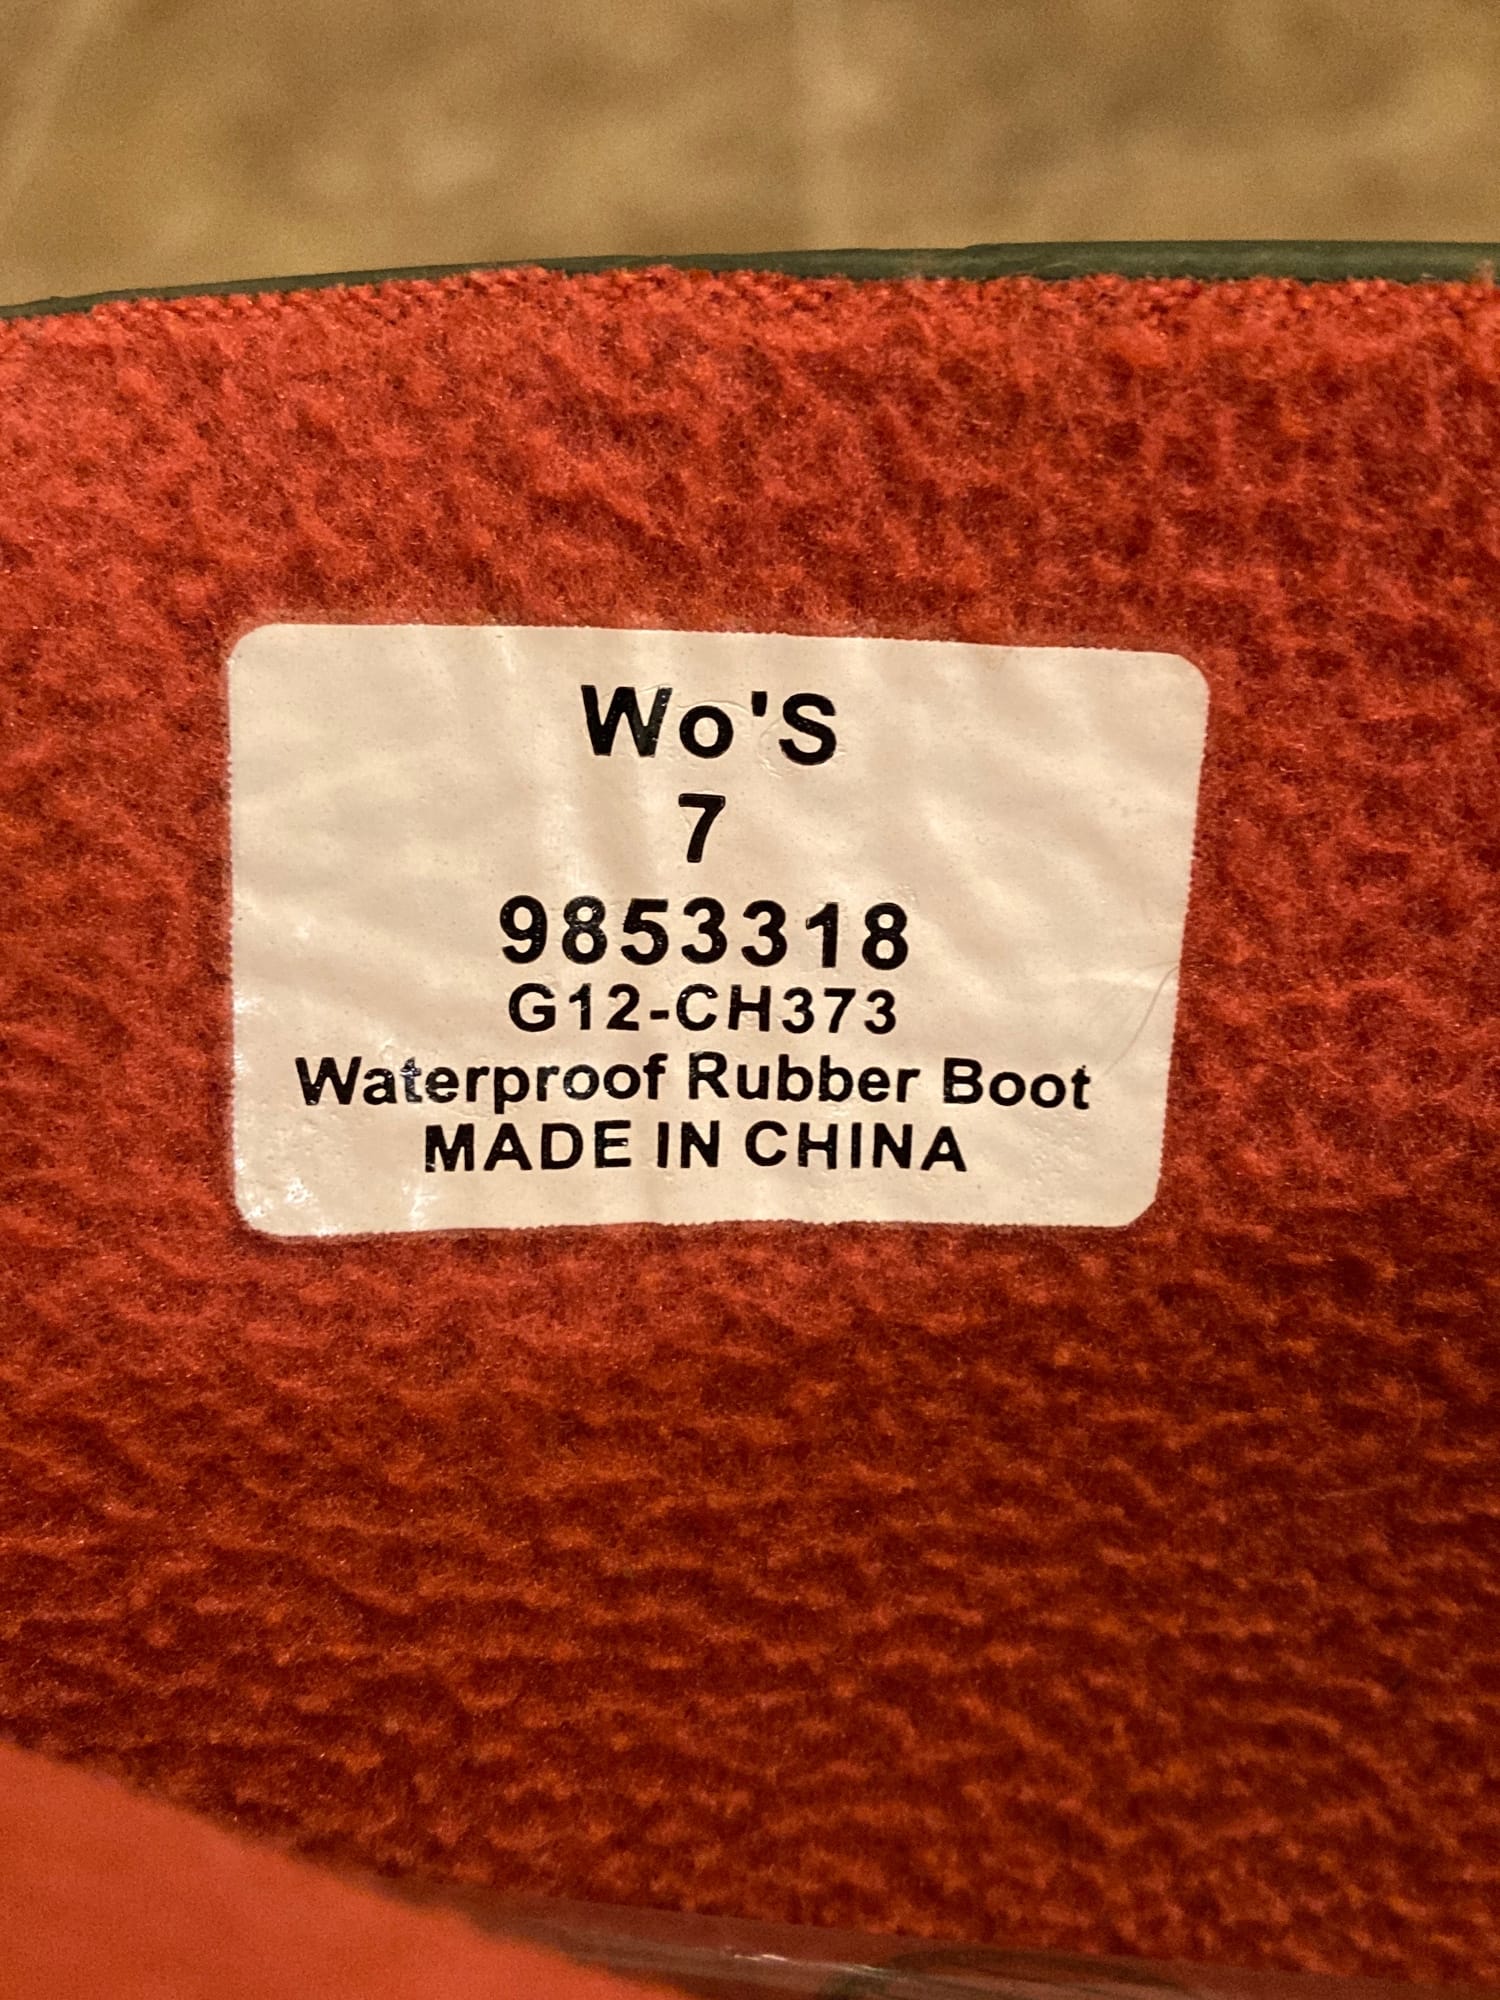 Wo'S
7
9853318
G12-CH373
Waterproof Rubber Boot
MADE IN CHINA